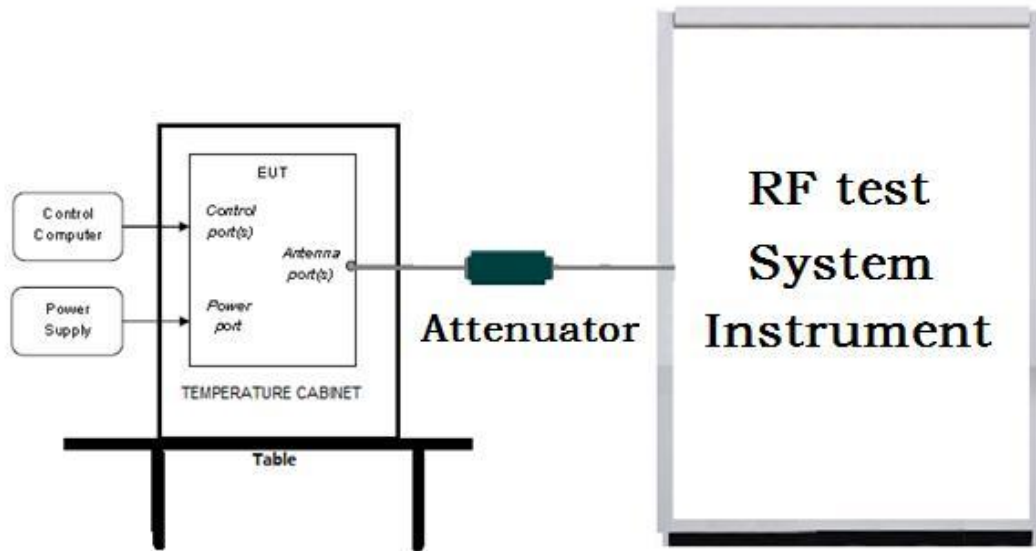 Control
Computer
Power
Supply
EUT
Control
port(s)
Antenna
port(s)
Power
port
TEMPERATURE CABINET
Table
Attenuator
RF test
System
Instrument